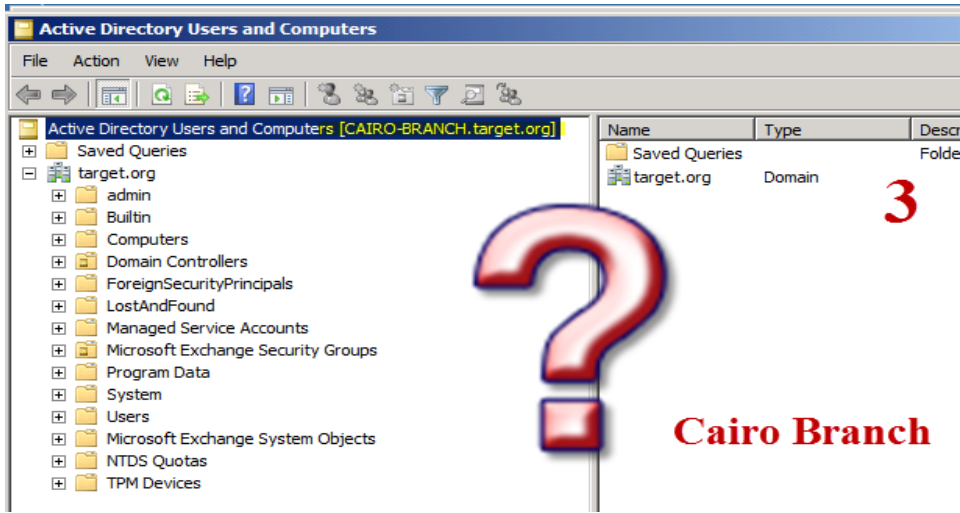 Active Directory Users and Computers
File Action View Help
Active Directory Users and Computers [CAIRO-BRANCH.target.org]
Saved Queries
target.org
admin
Builtin
Computers
Domain Controllers
ForeignSecurityPrincipals
LostAndFound
Managed Service Accounts
Microsoft Exchange Security Groups
Program Data
System
Users
Microsoft Exchange System Objects
NTDS Quotas
TPM Devices
Name Type Descr
Saved Queries Folde
target.org Domain
3
?
Cairo Branch